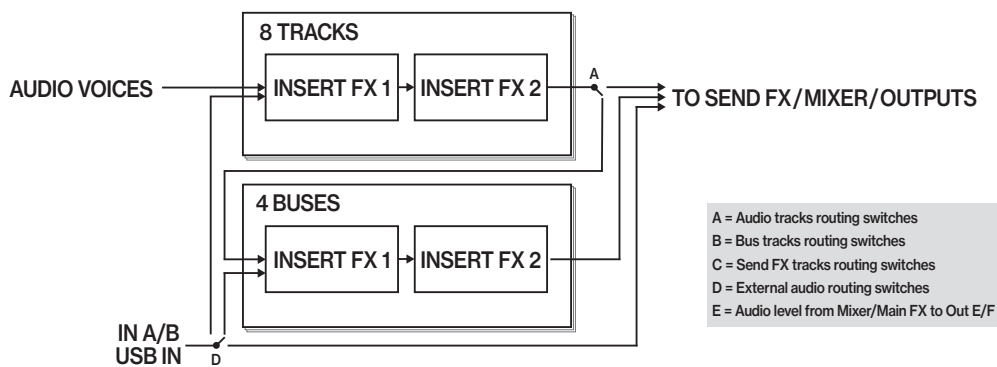 8 TRACKS
INSERT FX 1
INSERT FX 2
A
AUDIO VOICES
TO SEND FX/MIXER/OUTPUTS
4 BUSES
INSERT FX 1
INSERT FX 2
IN A/B
USB IN
D
A = Audio tracks routing switches
B = Bus tracks routing switches
C = Send FX tracks routing switches
D = External audio routing switches
E = Audio level from Mixer/Main FX to Out E/F